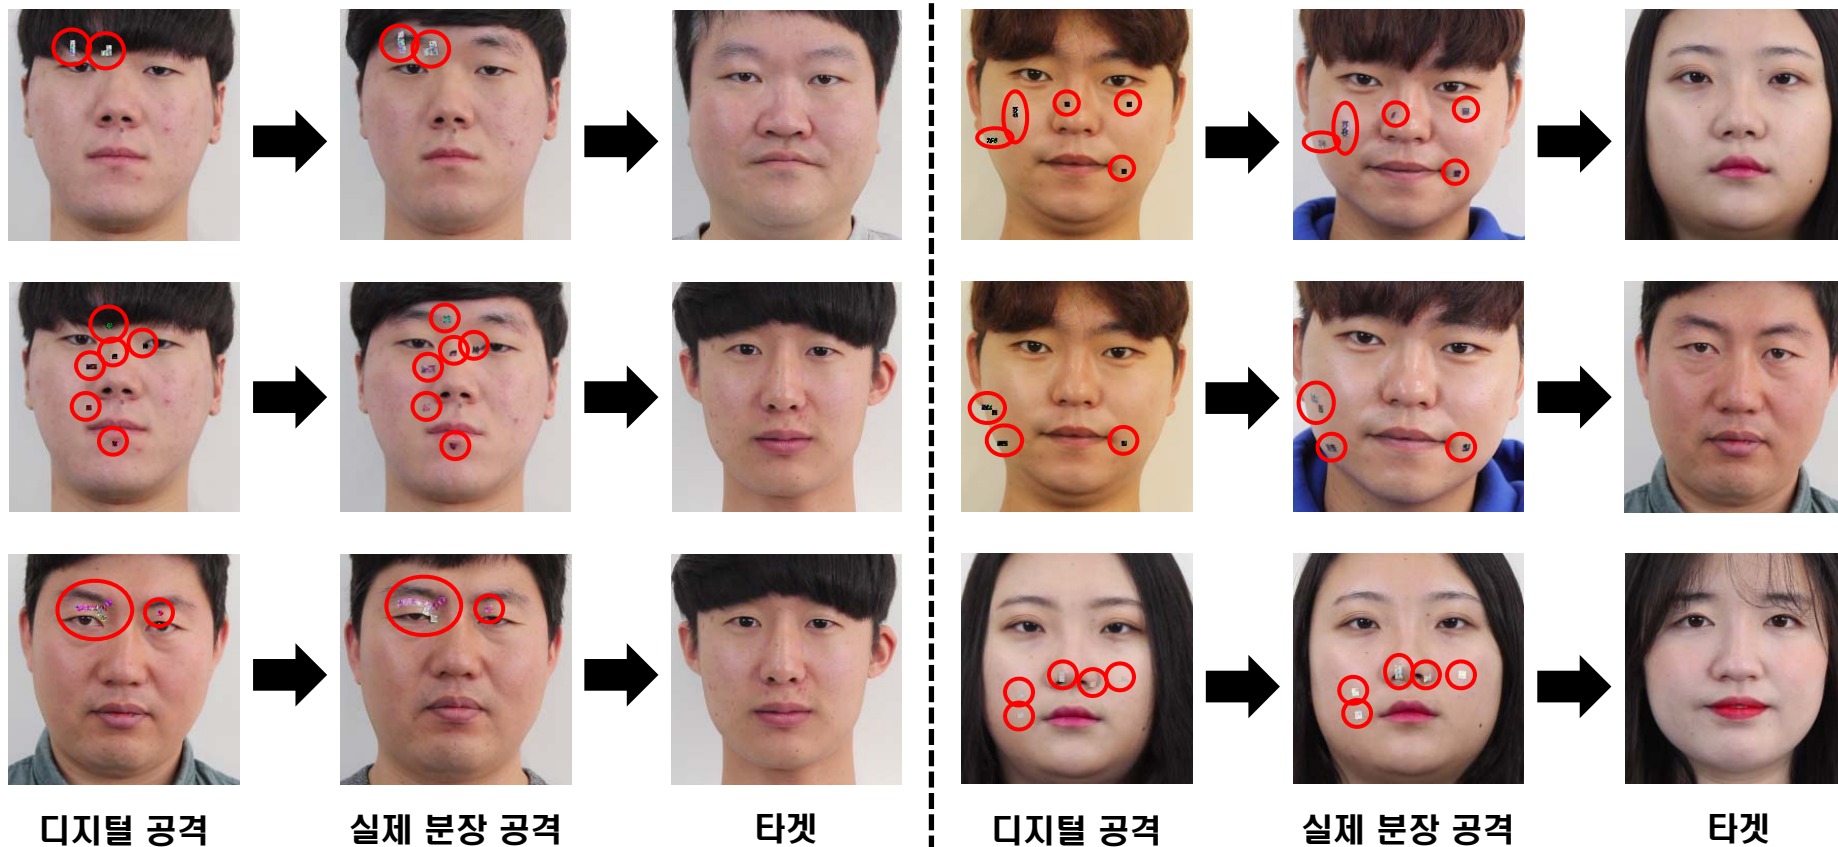 디지털 공격
실제 분장 공격
타겟
디지털 공격
실제 분장 공격
타겟